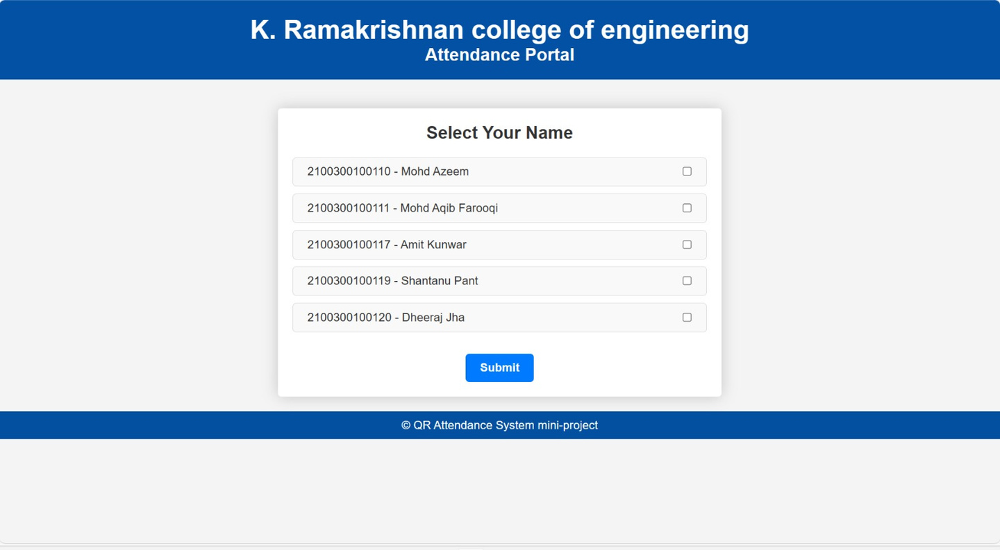 K. Ramakrishnan college of engineering
Attendance Portal
Select Your Name
2100300100110 - Mohd Azeem
2100300100111 - Mohd Aqib Farooqi
2100300100117 - Amit Kunwar
2100300100119 - Shantanu Pant
2100300100120 - Dheeraj Jha
Submit
© QR Attendance System mini-project